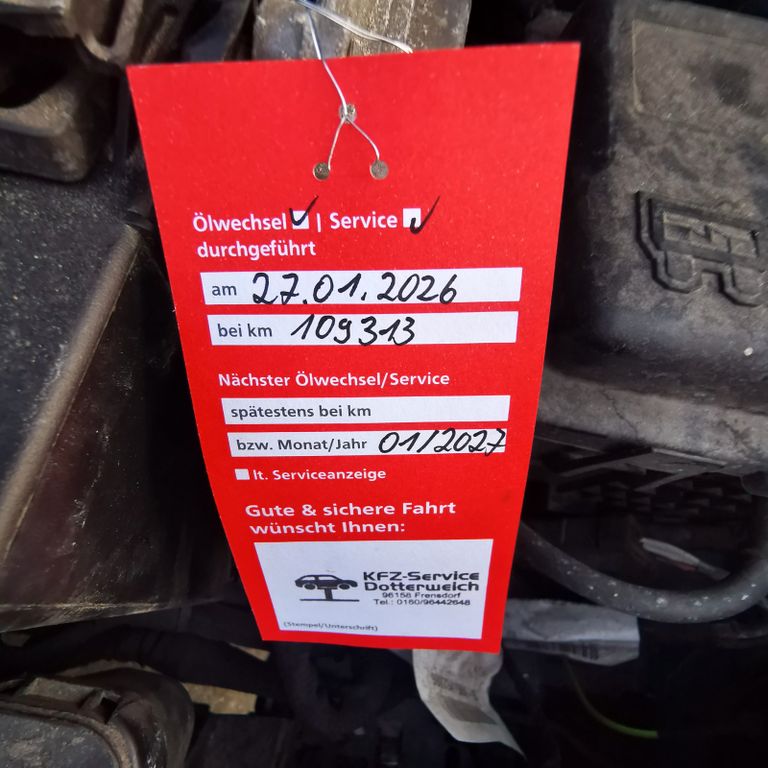 Ölwechsel ✓ | Service ✓
durchgeführt
am 27.01.2026
bei km 109313
Nächster Ölwechsel/Service
spätestens bei km
bzw. Monat/Jahr 01/2027
lt. Serviceanzeige
Gute & sichere Fahrt
wünscht Ihnen:
KFZ-Service
Dotterweich
96158 Frensdorf
Tel.: 0160/96442648
(Stempel/Unterschrift)